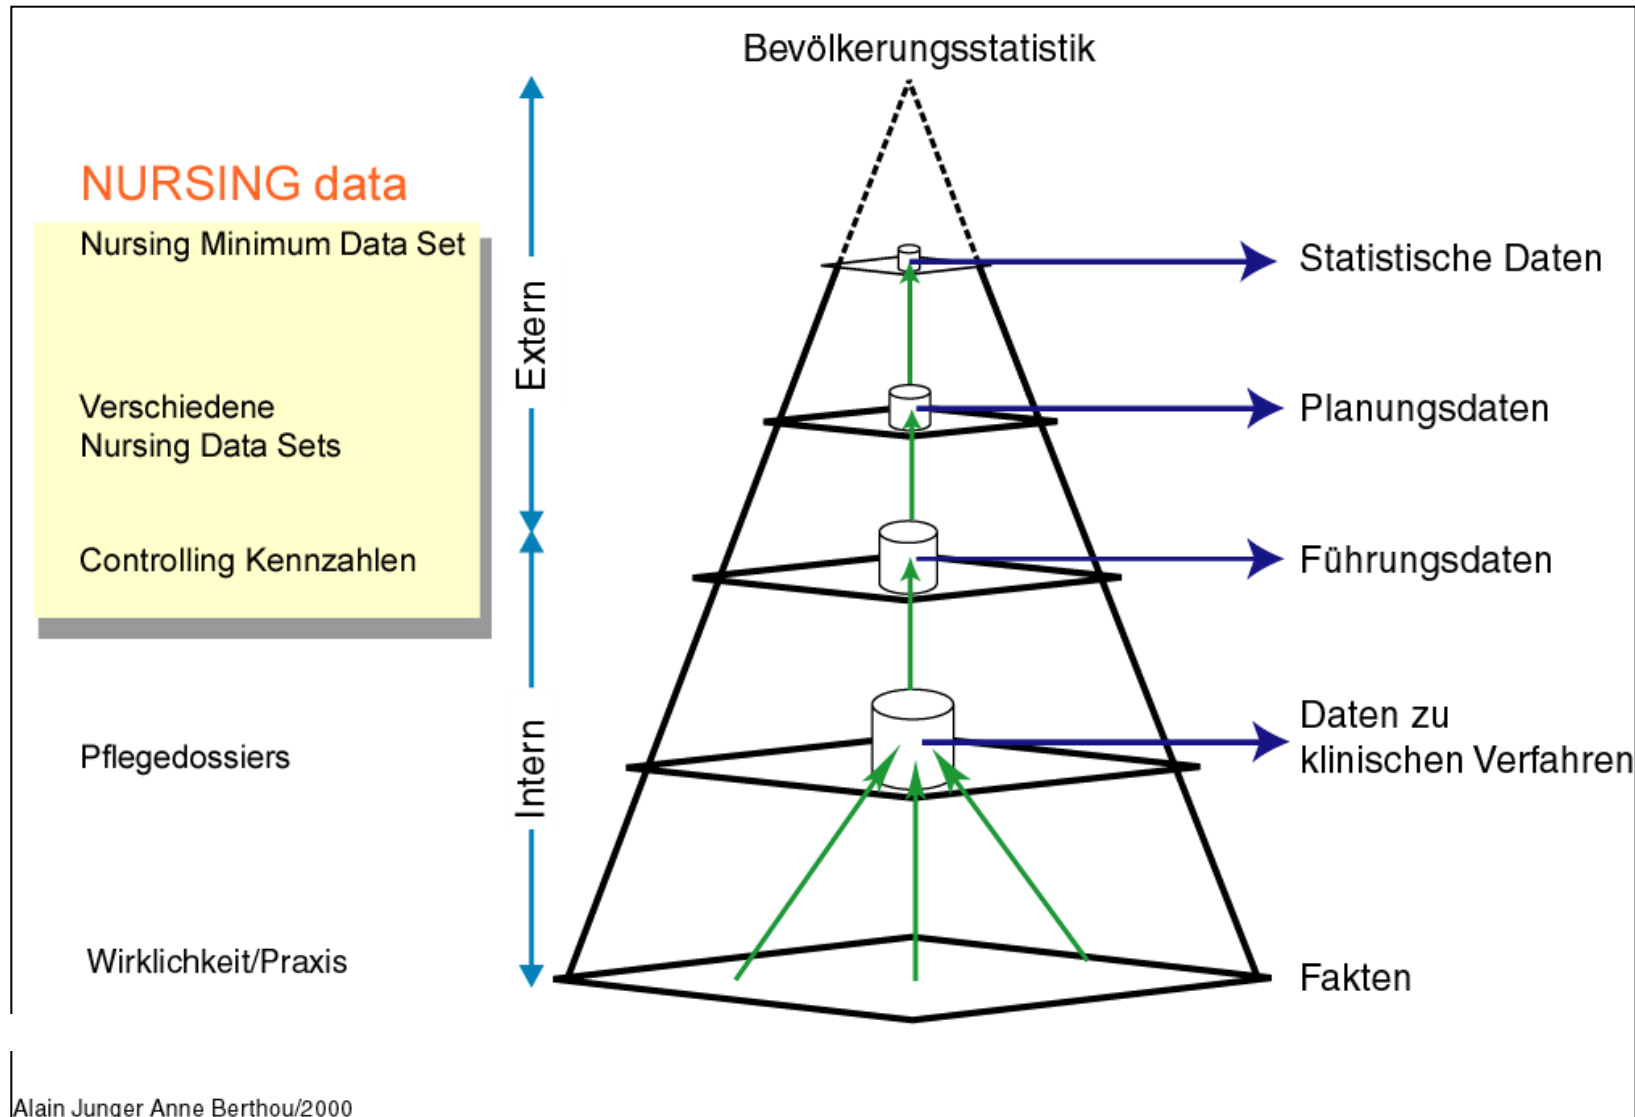 Bevölkerungsstatistik
NURSING data
Nursing Minimum Data Set
Verschiedene
Nursing Data Sets
Controlling Kennzahlen
Pflegedossiers
Wirklichkeit/Praxis
Extern
Intern
Statistische Daten
Planungsdaten
Führungsdaten
Daten zu
klinischen Verfahren
Fakten
Alain Junger Anne Berthou/2000